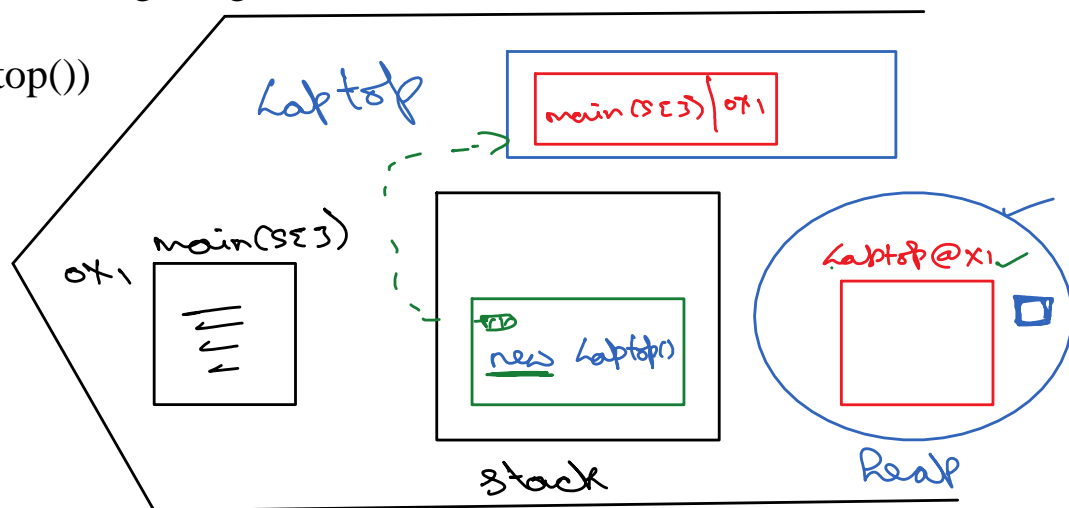 top())
Laptop
main(S[]) | 0x1
main(S[])
0x1
Laptop@x1
m
new Laptop()
stack
heap